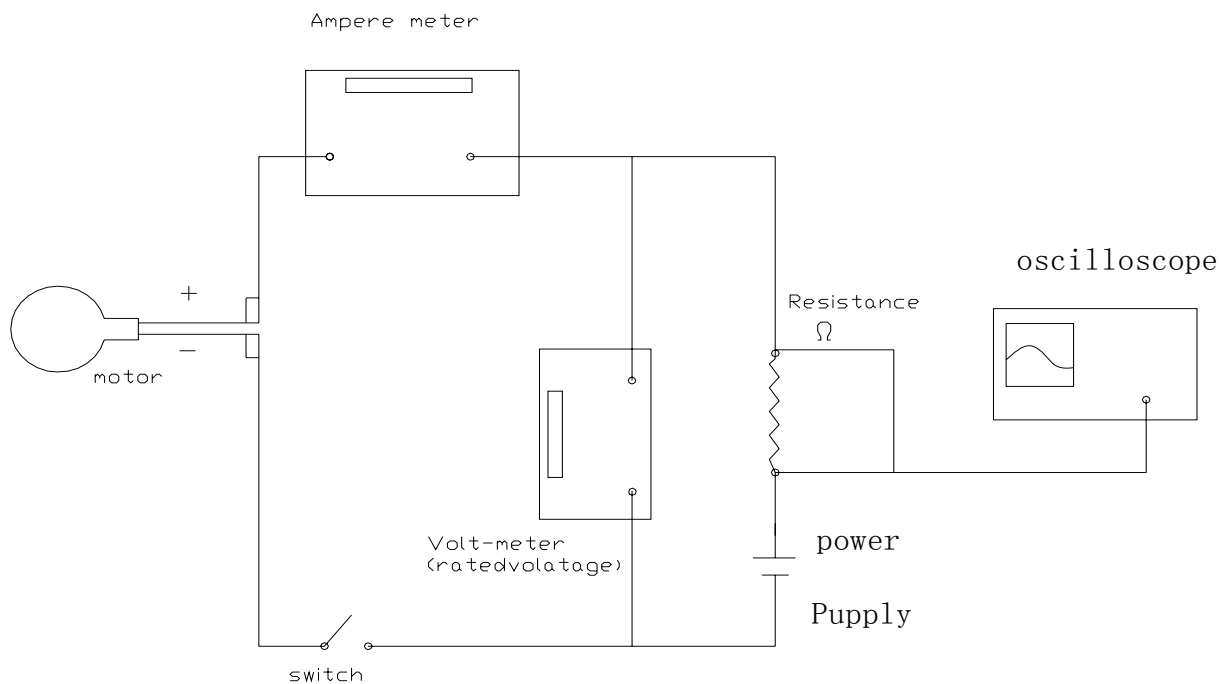 Ampere meter
oscilloscope
+
Resistance
Ω
−
motor
Volt-meter
(ratedvolatage)
power
Pupply
switch